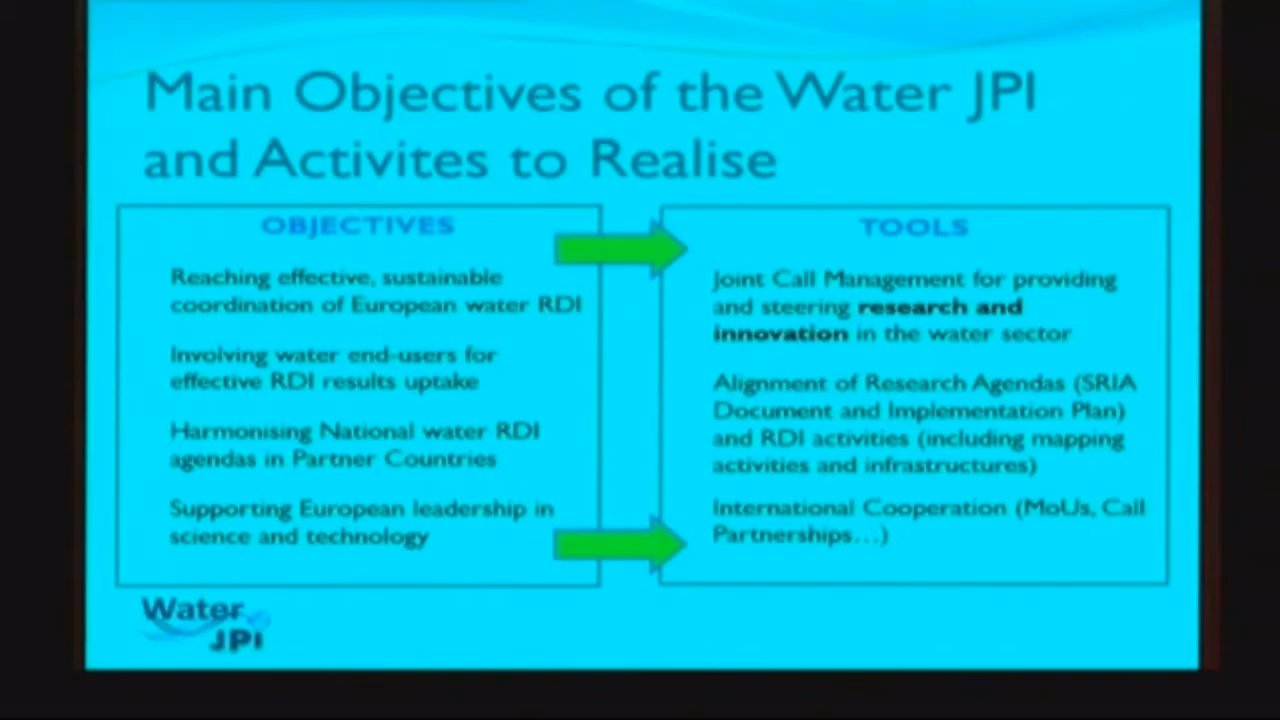 Main Objectives of the Water JPI
and Activites to Realise
OBJECTIVES
Reaching effective, sustainable
coordination of European water RDI
Involving water end-users for
effective RDI results uptake
Harmonising National water RDI
agendas in Partner Countries
Supporting European leadership in
science and technology
TOOLS
Joint Call Management for providing
and steering research and
innovation in the water sector
Alignment of Research Agendas (SRIA
Document and Implementation Plan)
and RDI activities (including mapping
activities and infrastructures)
International Cooperation (MoUs, Call
Partnerships...)
Water
JPI